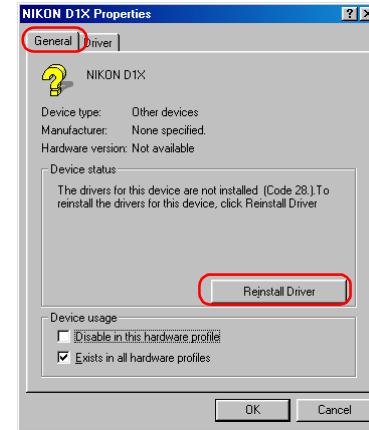 NIKON D1X Properties
General Driver
NIKON D1X
Device type: Other devices
Manufacturer: None specified.
Hardware version: Not available
Device status
The drivers for this device are not installed (Code 28.).To
reinstall the drivers for this device, click Reinstall Driver
Reinstall Driver
Device usage
Disable in this hardware profile
Exists in all hardware profiles
OK Cancel